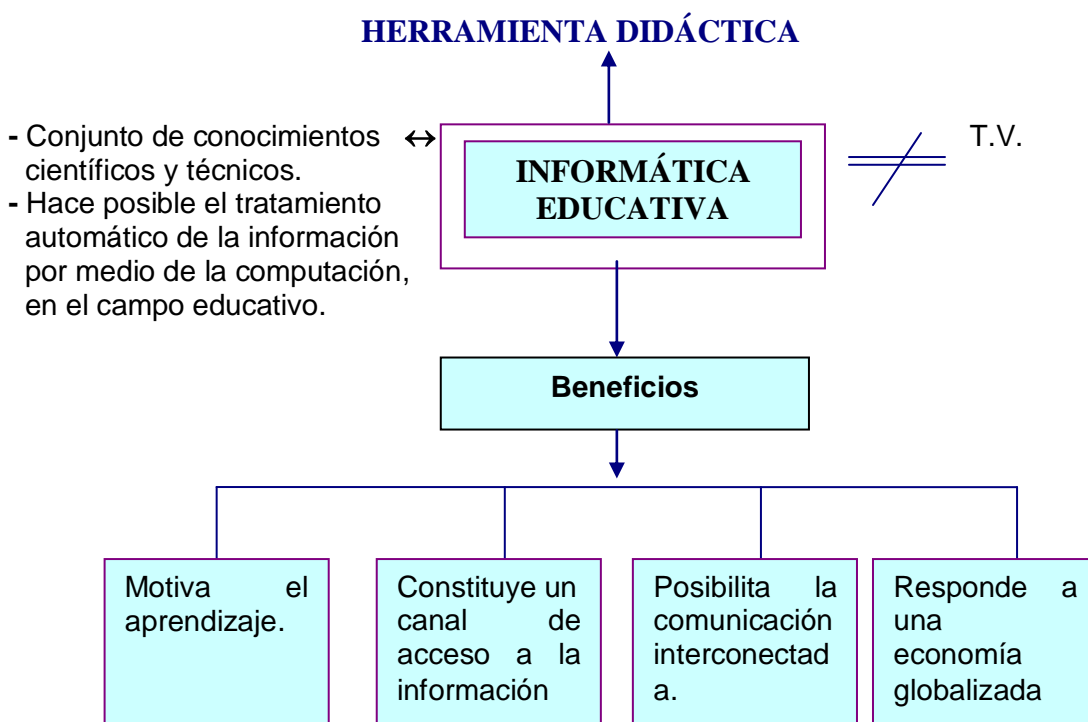 HERRAMIENTA DIDÁCTICA
- Conjunto de conocimientos ↔
científicos y técnicos.
- Hace posible el tratamiento
automático de la información
por medio de la computación,
en el campo educativo.
INFORMÁTICA
EDUCATIVA
T.V.
Beneficios
Motiva el
aprendizaje.
Constituye un
canal de
acceso a la
información
Posibilita la
comunicación
interconectad
a.
Responde a
una
economía
globalizada